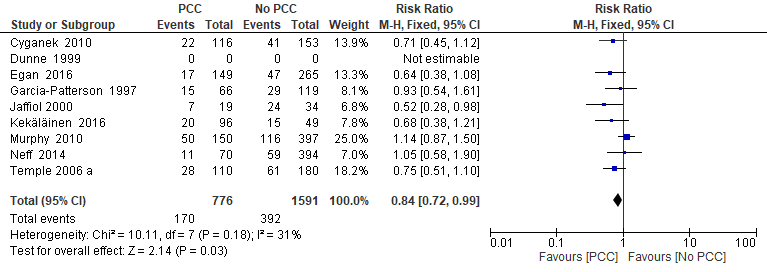 PCC No PCC Risk Ratio Risk Ratio
Study or Subgroup Events Total Events Total Weight M-H, Fixed, 95% CI M-H, Fixed, 95% CI
Cyganek 2010 22 116 41 153 13.9% 0.71 [0.45, 1.12]
Dunne 1999 0 0 0 0 Not estimable
Egan 2016 17 149 47 265 13.3% 0.64 [0.38, 1.08]
Garcia-Patterson 1997 15 66 29 119 8.1% 0.93 [0.54, 1.61]
Jaffiol 2000 7 19 24 34 6.8% 0.52 [0.28, 0.98]
Kekäläinen 2016 20 96 15 49 7.8% 0.68 [0.38, 1.21]
Murphy 2010 50 150 116 397 25.0% 1.14 [0.87, 1.50]
Neff 2014 11 70 59 394 7.0% 1.05 [0.58, 1.90]
Temple 2006 a 28 110 61 180 18.2% 0.75 [0.51, 1.10]
Total (95% CI) 776 1591 100.0% 0.84 [0.72, 0.99]
Total events 170 392
Heterogeneity: Chi² = 10.11, df = 7 (P = 0.18); I² = 31%
Test for overall effect: Z = 2.14 (P = 0.03)
0.01 0.1 1 10 100
Favours [PCC] Favours [No PCC]